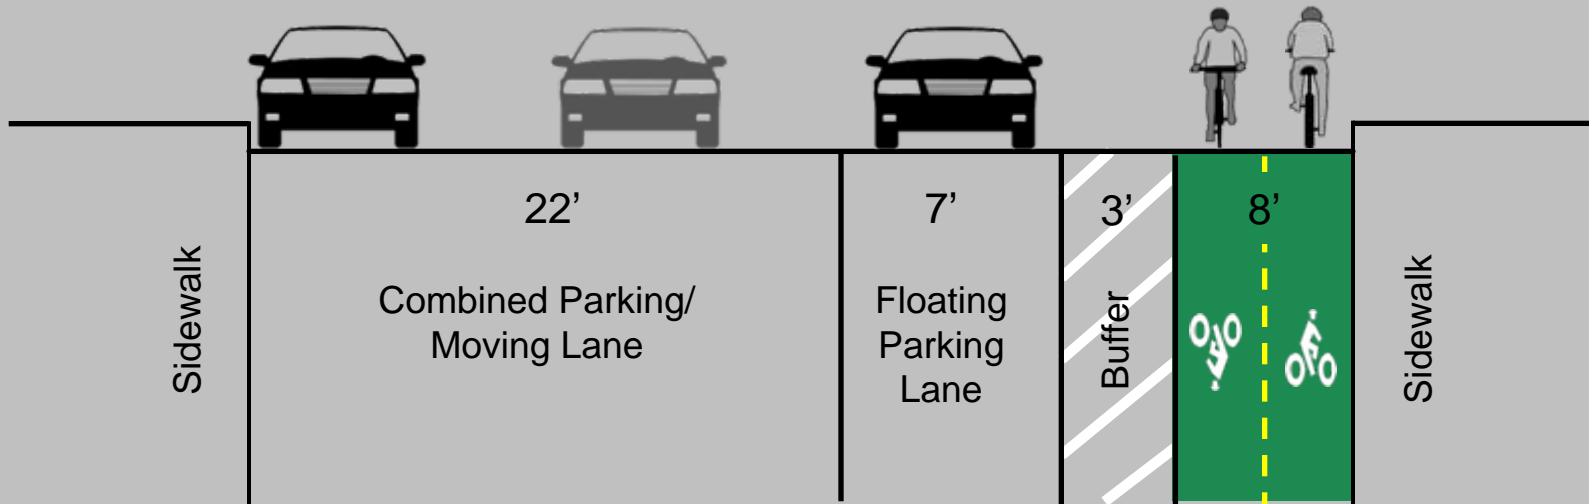 Sidewalk
22’
Combined Parking/
Moving Lane
7’
Floating
Parking
Lane
3’
Buffer
8’
Sidewalk